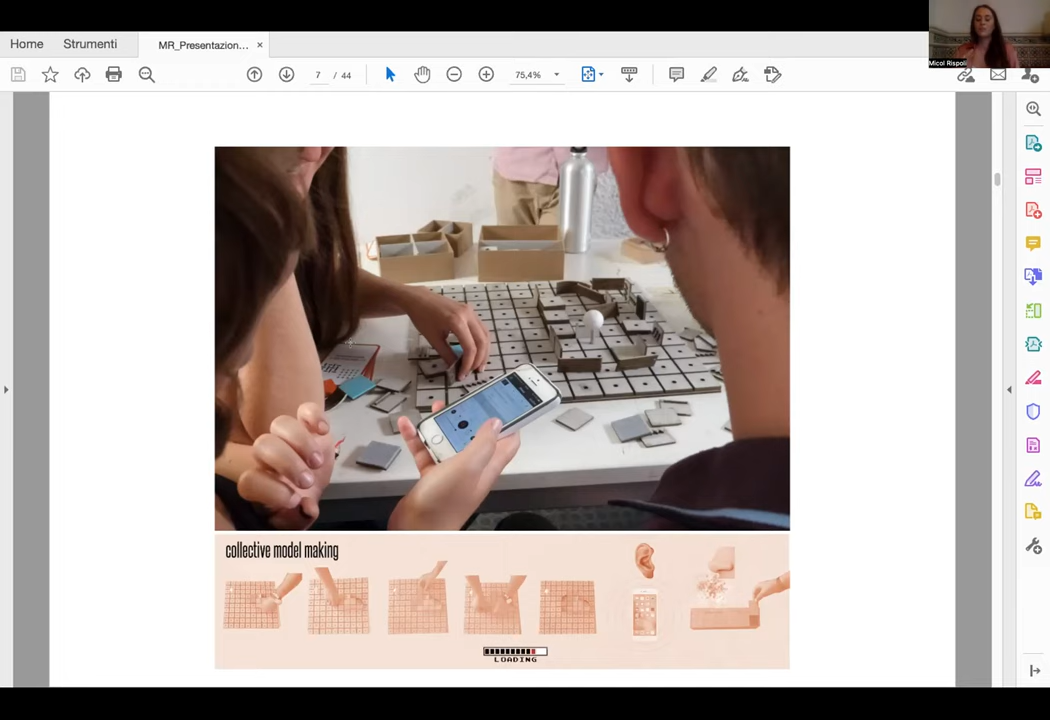 Home Strumenti MR_Presentazion... ×
7 / 44 75,4%
Micol Rispoli
collective model making
LOADING